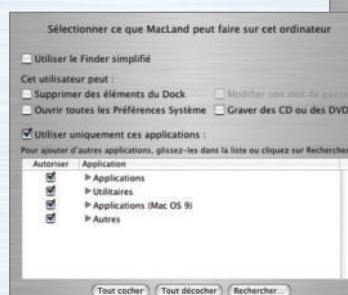 Sélectionner ce que MacLand peut faire sur cet ordinateur
Utiliser le Finder simplifié
Cet utilisateur peut :
Supprimer des éléments du Dock Modifier son mot de passe
Ouvrir toutes les Préférences Système Graver des CD ou des DVD
Utiliser uniquement ces applications :
Pour ajouter d'autres applications, glissez-les dans la liste ou cliquez sur Rechercher
Autoriser Application
Applications
Utilitaires
Applications (Mac OS 9)
Autres
Tout cocher Tout décocher Rechercher...